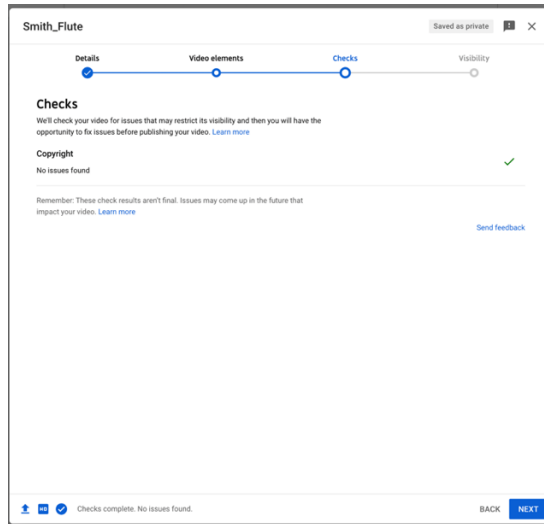 Smith_Flute
Saved as private
Details
Video elements
Checks
Visibility
Checks
We'll check your video for issues that may restrict its visibility and then you will have the
opportunity to fix issues before publishing your video. Learn more
Copyright
No issues found
Remember: These check results aren't final. Issues may come up in the future that
impact your video. Learn more
Send feedback
HD
Checks complete. No issues found.
BACK
NEXT